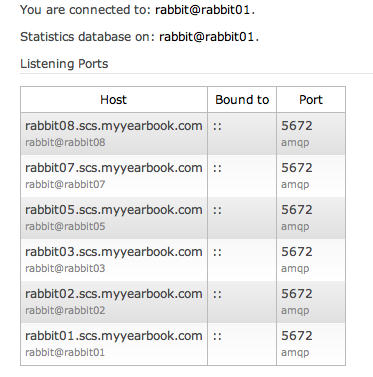 You are connected to: rabbit@rabbit01.
Statistics database on: rabbit@rabbit01.
Listening Ports
Host Bound to Port
rabbit08.scs.myyearbook.com :: 5672
rabbit@rabbit08 amqp
rabbit07.scs.myyearbook.com :: 5672
rabbit@rabbit07 amqp
rabbit05.scs.myyearbook.com :: 5672
rabbit@rabbit05 amqp
rabbit03.scs.myyearbook.com :: 5672
rabbit@rabbit03 amqp
rabbit02.scs.myyearbook.com :: 5672
rabbit@rabbit02 amqp
rabbit01.scs.myyearbook.com :: 5672
rabbit@rabbit01 amqp